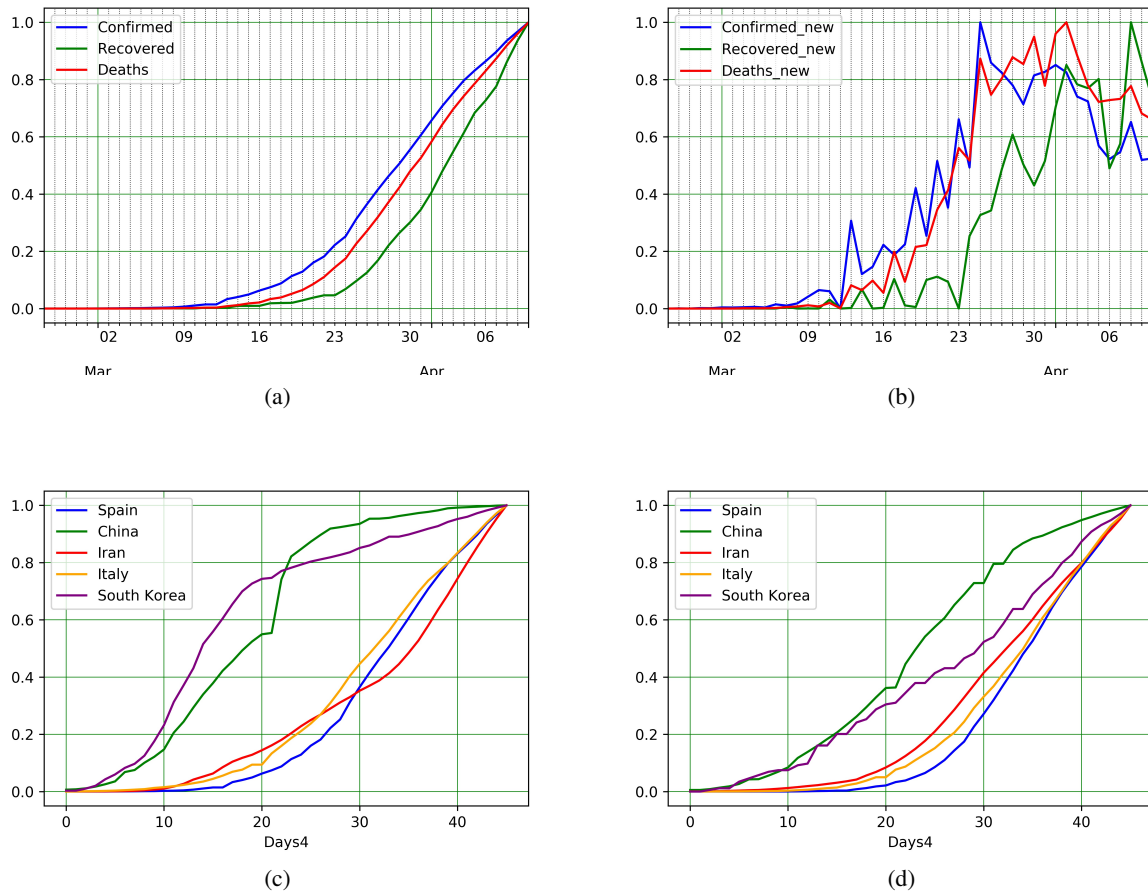 1.0
0.8
0.6
0.4
0.2
0.0
Confirmed
Recovered
Deaths
02 09 16 23 30 06
Mar Apr
(a)
1.0
0.8
0.6
0.4
0.2
0.0
Confirmed_new
Recovered_new
Deaths_new
02 09 16 23 30 06
Mar Apr
(b)
1.0
0.8
0.6
0.4
0.2
0.0
Spain
China
Iran
Italy
South Korea
0 20 40
Days4
(c)
1.0
0.8
0.6
0.4
0.2
0.0
Spain
China
Iran
Italy
South Korea
0 10 20 30 40
Days4
(d)